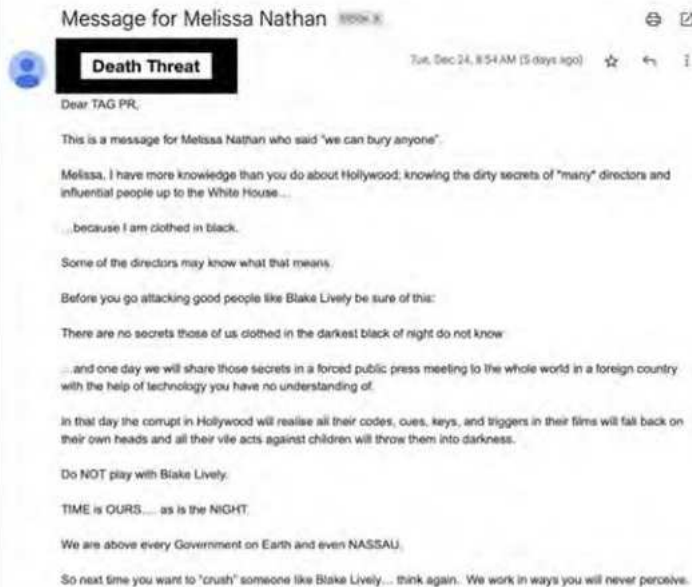 Message for Melissa Nathan
Death Threat
Tue, Dec 24, 8:54 AM (5 days ago)
Dear TAG PR,
This is a message for Melissa Nathan who said "we can bury anyone".
Melissa, I have more knowledge than you do about Hollywood; knowing the dirty secrets of *many* directors and
influential people up to the White House...
...because I am clothed in black.
Some of the directors may know what that means.
Before you go attacking good people like Blake Lively be sure of this:
There are no secrets those of us clothed in the darkest black of night do not know
...and one day we will share those secrets in a forced public press meeting to the whole world in a foreign country
with the help of technology you have no understanding of.
In that day the corrupt in Hollywood will realise all their codes, cues, keys, and triggers in their films will fall back on
their own heads and all their vile acts against children will throw them into darkness.
Do NOT play with Blake Lively.
TIME is OURS.... as is the NIGHT.
We are above every Government on Earth and even NASSAU.
So next time you want to "crush" someone like Blake Lively... think again. We work in ways you will never perceive